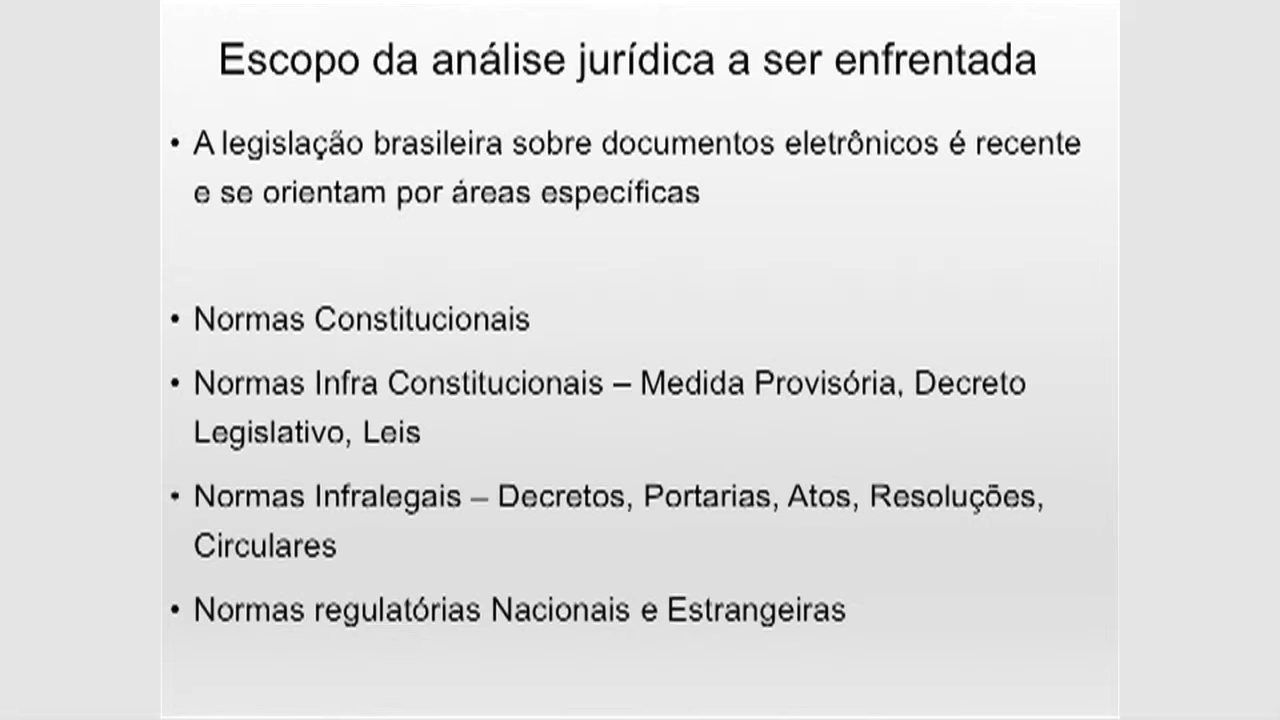 Escopo da análise jurídica a ser enfrentada
• A legislação brasileira sobre documentos eletrônicos é recente
e se orientam por áreas específicas
• Normas Constitucionais
• Normas Infra Constitucionais – Medida Provisória, Decreto
Legislativo, Leis
• Normas Infralegais – Decretos, Portarias, Atos, Resoluções,
Circulares
• Normas regulatórias Nacionais e Estrangeiras